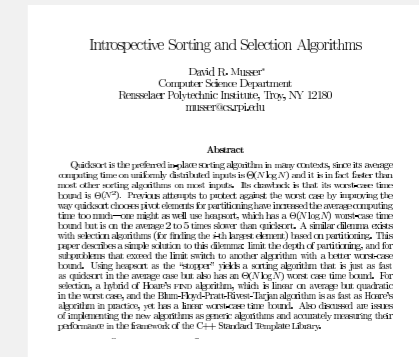 Introspective Sorting and Selection Algorithms
David R. Musser*
Computer Science Department
Rensselaer Polytechnic Institute, Troy, NY 12180
musser@cs.rpi.edu
Abstract
Quicksort is the preferred in-place sorting algorithm in many contexts, since its average
computing time on uniformly distributed inputs is Θ(N log N) and it is in fact faster than
most other sorting algorithms on most inputs. Its drawback is that its worst-case time
bound is Θ(N²). Previous attempts to protect against the worst case by improving the
way quicksort chooses pivot elements for partitioning have increased the average computing
time too much—one might as well use heapsort, which has a Θ(N log N) worst-case time
bound but is on the average 2 to 5 times slower than quicksort. A similar dilemma exists
with selection algorithms (for finding the i-th largest element) based on partitioning. This
paper describes a simple solution to this dilemma: limit the depth of partitioning, and for
subproblems that exceed the limit switch to another algorithm with a better worst-case
bound. Using heapsort as the "stopper" yields a sorting algorithm that is just as fast
as quicksort in the average case but also has an Θ(N log N) worst case time bound. For
selection, a hybrid of Hoare's FIND algorithm, which is linear on average but quadratic
in the worst case, and the Blum-Floyd-Pratt-Rivest-Tarjan algorithm is as fast as Hoare's
algorithm in practice, yet has a linear worst-case time bound. Also discussed are issues
of implementing the new algorithms as generic algorithms and accurately measuring their
performance in the framework of the C++ Standard Template Library.